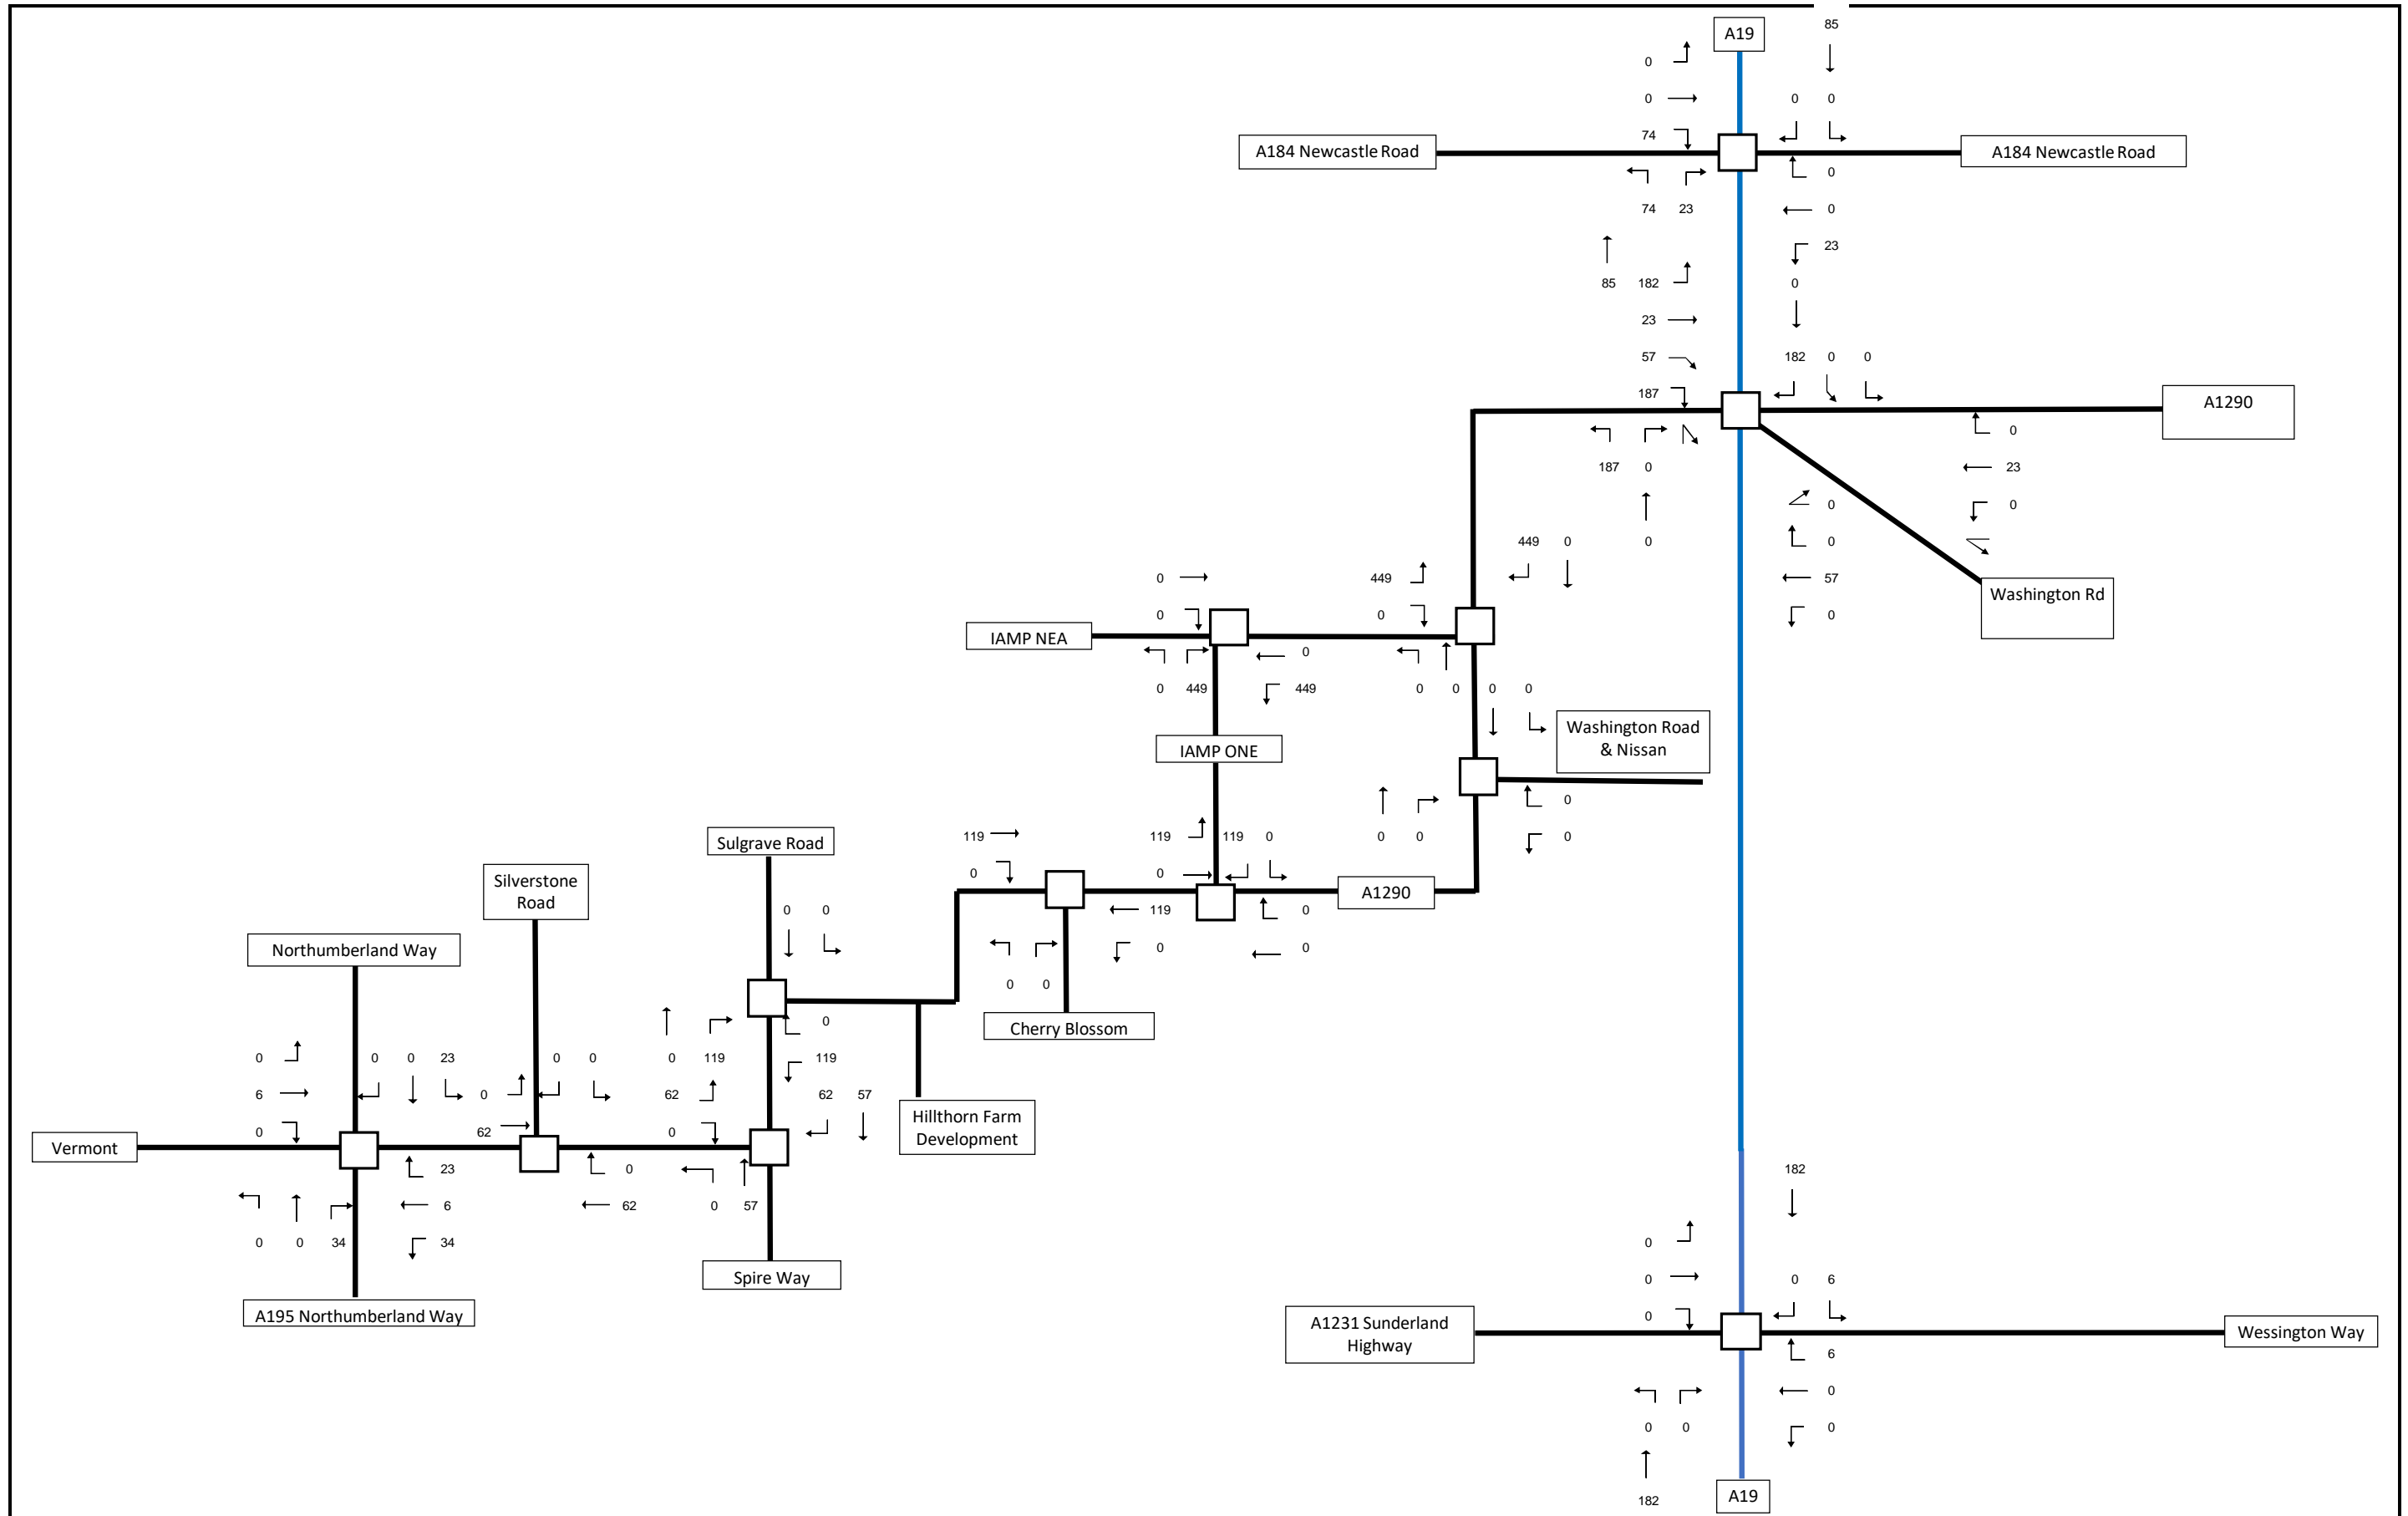 85
A19
0
0 0 0
74
A184 Newcastle Road
A184 Newcastle Road
0
74 23 0
23
85 182 0
23
57 182 0 0
187
A1290
0
187 0 23
0 0
449 0 0 0
0 449 57
Washington Rd
0 0 0
IAMP NEA
0
0 449 449 0 0 0 0
Washington Road
& Nissan
IAMP ONE
0
119 119 119 0 0 0 0
Sulgrave Road
0 0
Silverstone
Road
A1290
0 0 119 0
Northumberland Way
0 0
0 0
0
Cherry Blossom
0 0 0 23 0 0 0 119 119
6 0 62 62 57
Hillthorn Farm
Development
0 62 0
Vermont
23 0 182
6 62 0 57
0 0 34 34 0
Spire Way
0 0 6
A195 Northumberland Way
A1231 Sunderland
Highway
0
Wessington Way
6
0
0 0 0
A19
182